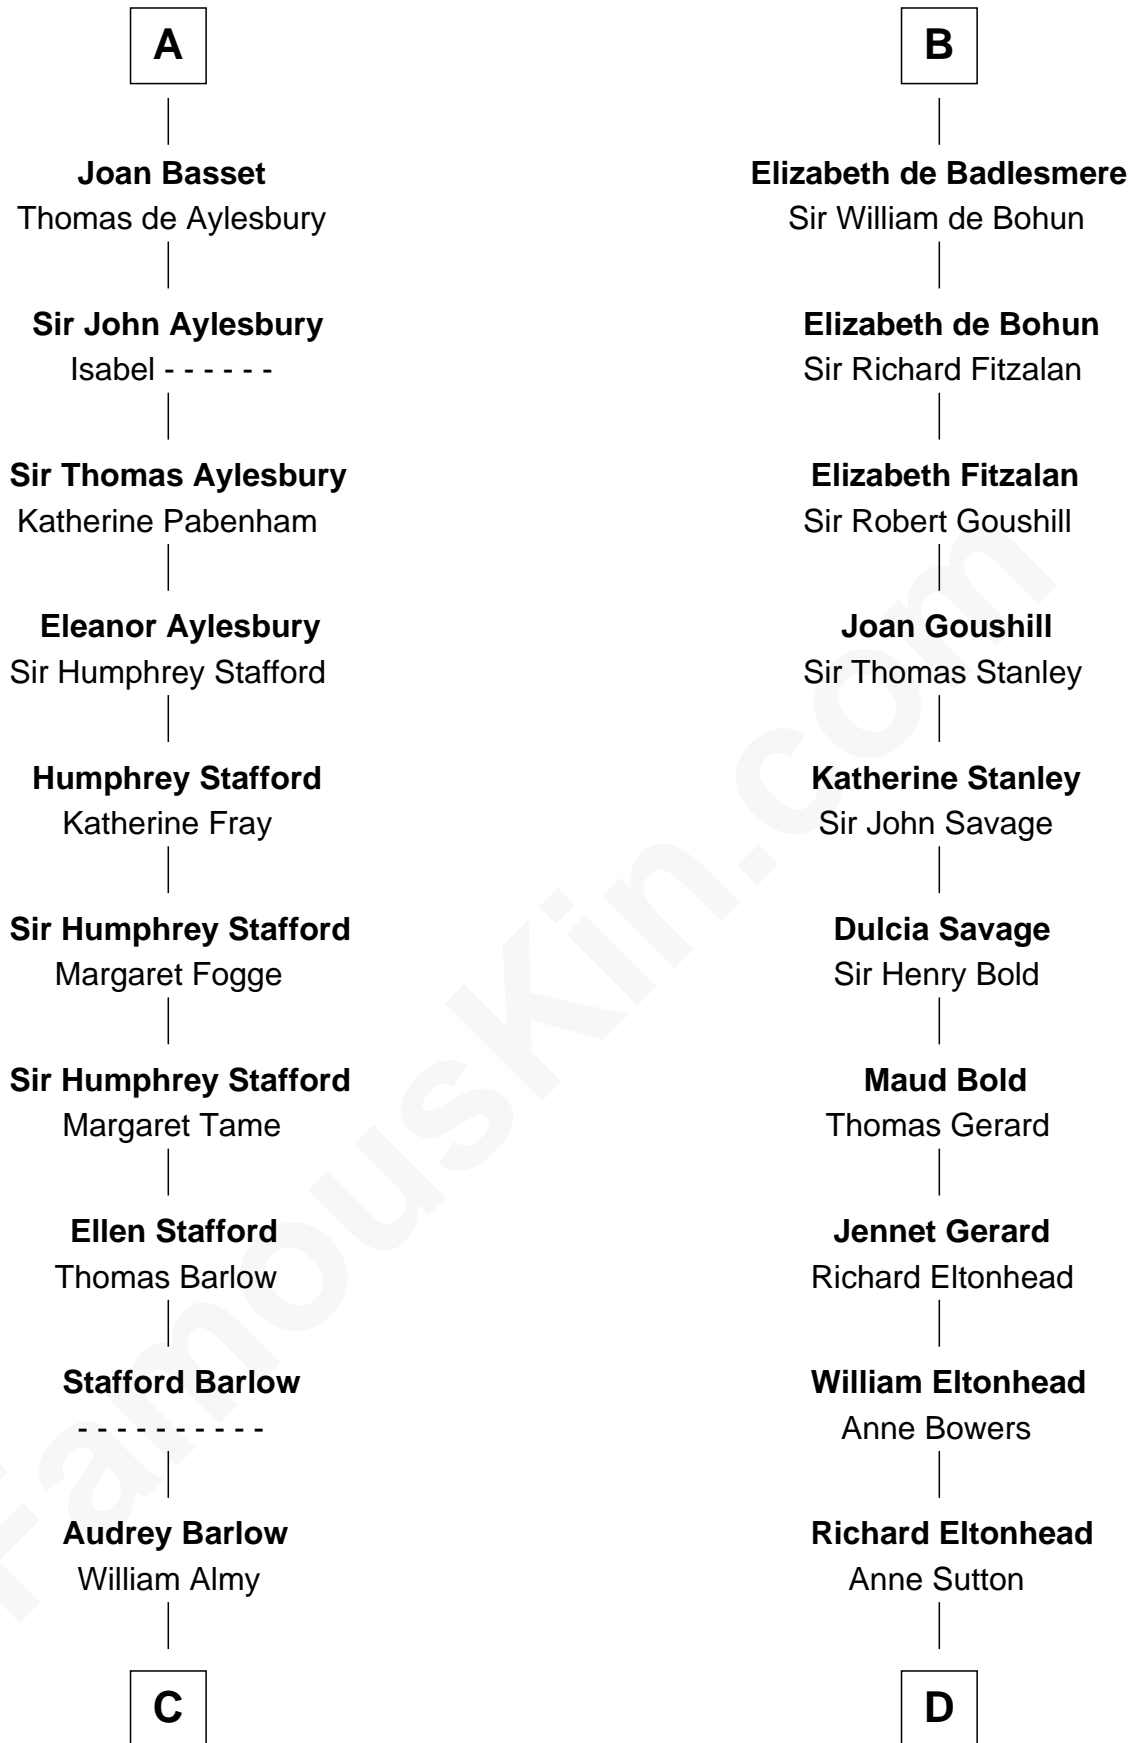 A
Joan Basset
Thomas de Aylesbury
Sir John Aylesbury
Isabel - - - - - -
Sir Thomas Aylesbury
Katherine Pabenham
Eleanor Aylesbury
Sir Humphrey Stafford
Humphrey Stafford
Katherine Fray
Sir Humphrey Stafford
Margaret Fogge
Sir Humphrey Stafford
Margaret Tame
Ellen Stafford
Thomas Barlow
Stafford Barlow
- - - - - - - - - -
Audrey Barlow
William Almy
C
B
Elizabeth de Badlesmere
Sir William de Bohun
Elizabeth de Bohun
Sir Richard Fitzalan
Elizabeth Fitzalan
Sir Robert Goushill
Joan Goushill
Sir Thomas Stanley
Katherine Stanley
Sir John Savage
Dulcia Savage
Sir Henry Bold
Maud Bold
Thomas Gerard
Jennet Gerard
Richard Eltonhead
William Eltonhead
Anne Bowers
Richard Eltonhead
Anne Sutton
D
FamousKin.com